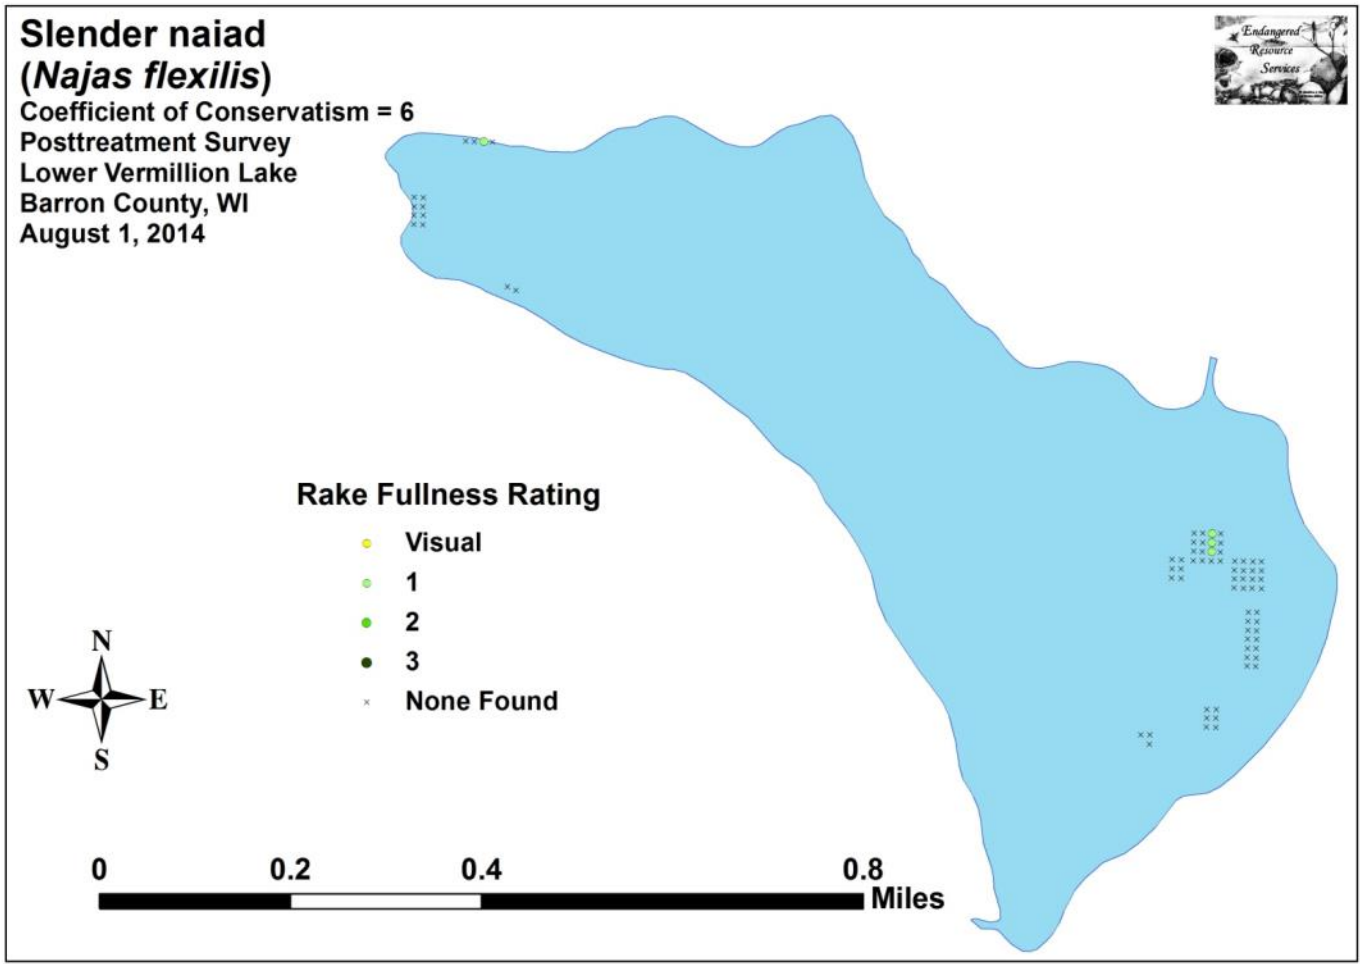 Slender naiad
(Najas flexilis)
Coefficient of Conservatism = 6
Posttreatment Survey
Lower Vermillion Lake
Barron County, WI
August 1, 2014
Endangered
Resource
Services
Rake Fullness Rating
Visual
1
2
3
None Found
N
W E
S
0 0.2 0.4 0.8
Miles